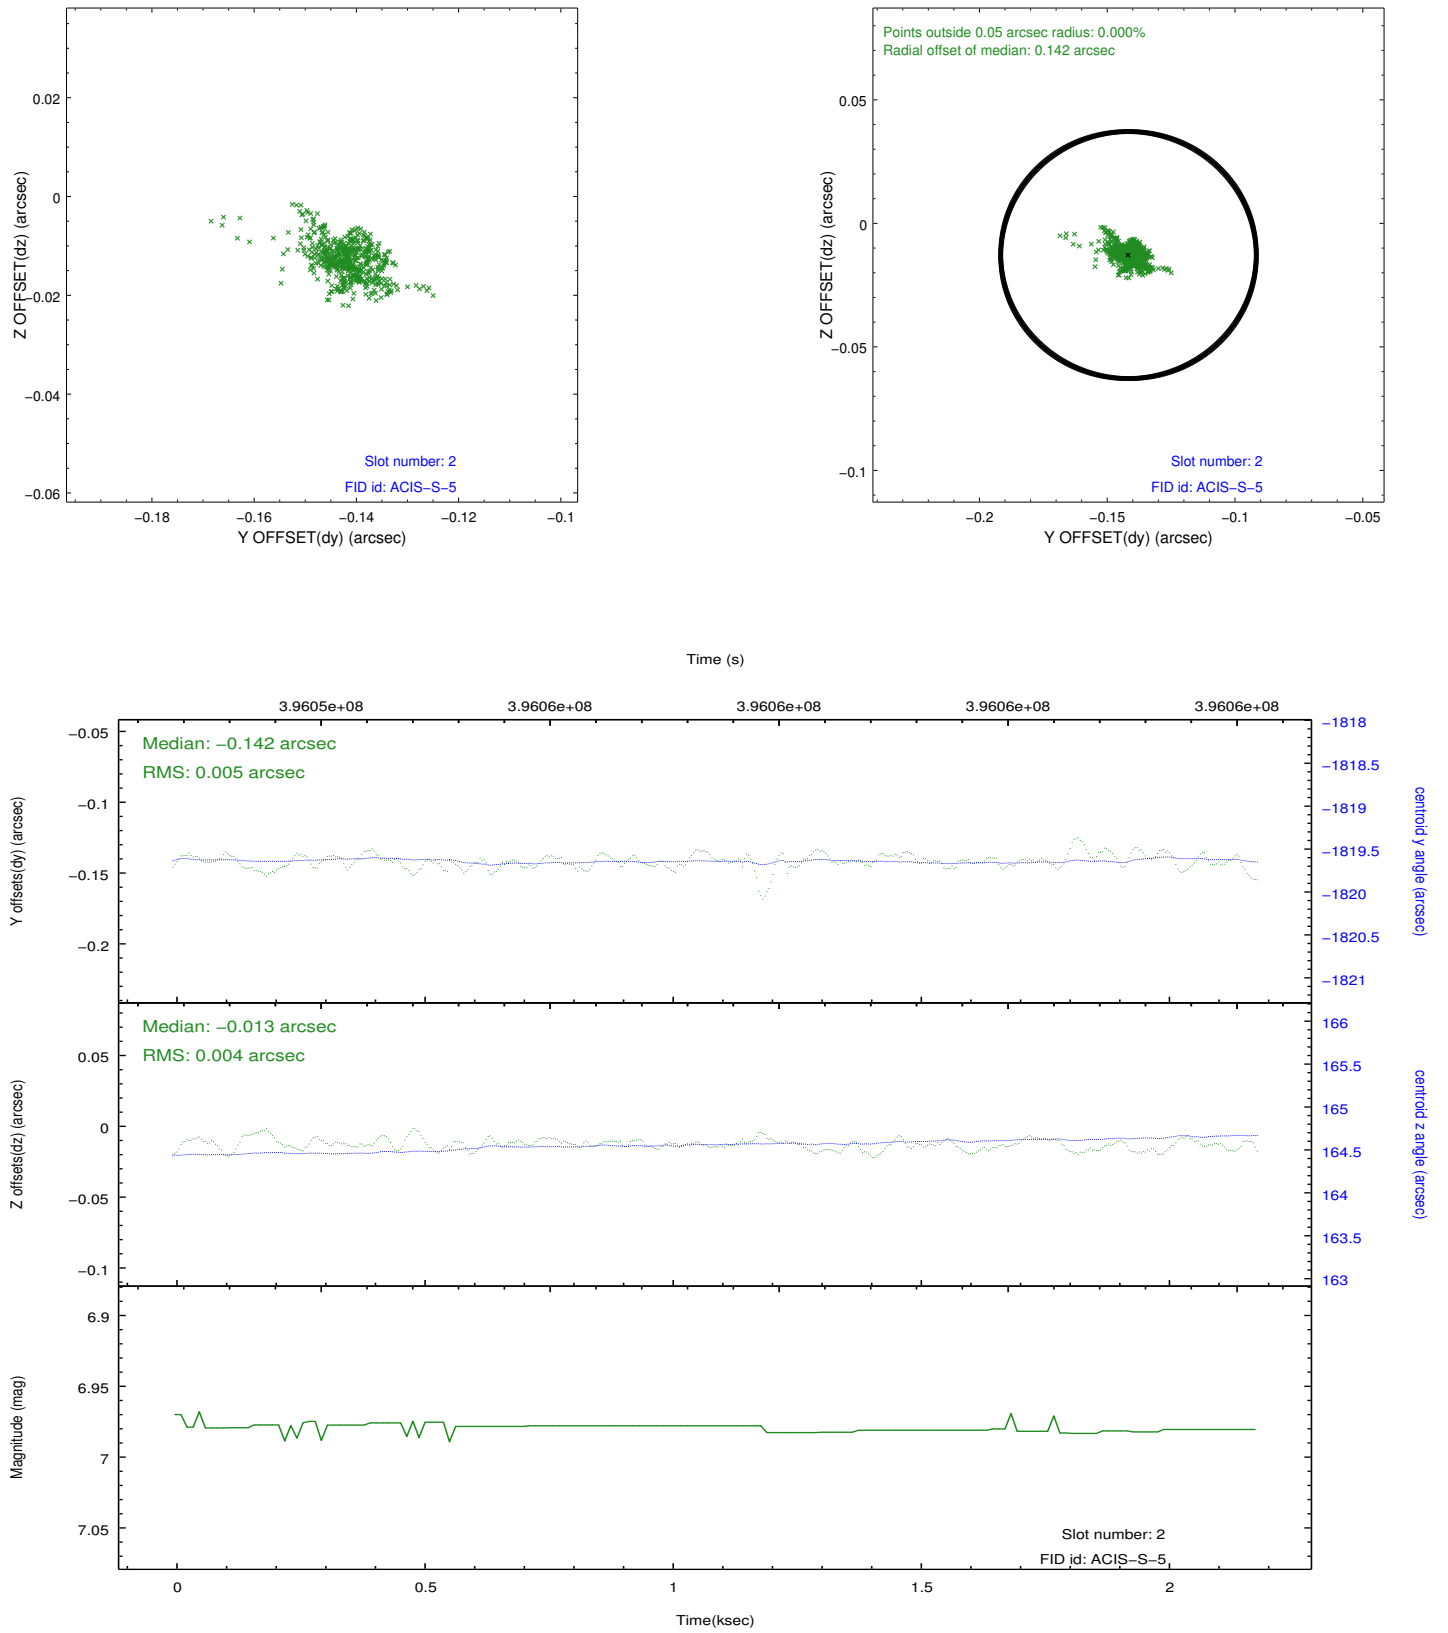 0.02
0
−0.02
−0.04
−0.06
Z OFFSET(dz) (arcsec)
Slot number: 2
FID id: ACIS−S−5
−0.18
−0.16
−0.14
−0.12
−0.1
Y OFFSET(dy) (arcsec)
Points outside 0.05 arcsec radius: 0.000%
Radial offset of median: 0.142 arcsec
0.05
0
−0.05
−0.1
Z OFFSET(dz) (arcsec)
Slot number: 2
FID id: ACIS−S−5
−0.2
−0.15
−0.1
−0.05
Y OFFSET(dy) (arcsec)
Time (s)
3.9605e+08
3.9606e+08
3.9606e+08
3.9606e+08
3.9606e+08
Median: −0.142 arcsec
RMS: 0.005 arcsec
−0.05
−0.1
−0.15
−0.2
Y offsets(dy) (arcsec)
−1818
−1818.5
−1819
−1819.5
−1820
−1820.5
−1821
centroid y angle (arcsec)
Median: −0.013 arcsec
RMS: 0.004 arcsec
0.05
0
−0.05
−0.1
Z offsets(dz) (arcsec)
166
165.5
165
164.5
164
163.5
163
centroid z angle (arcsec)
6.9
6.95
7
7.05
Magnitude (mag)
Slot number: 2
FID id: ACIS−S−5
0
0.5
1
1.5
2
Time(ksec)